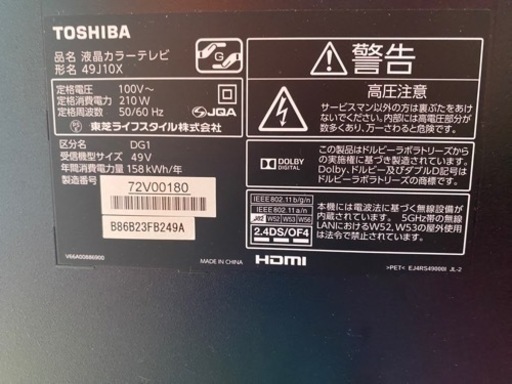 TOSHIBA
品名 液晶カラーテレビ
形名 49J10X
定格電圧 100V～
定格消費電力 210W
定格周波数 50/60 Hz
JQA
東芝ライフスタイル株式会社
区分名 DG1
受信機型サイズ 49V
年間消費電力量 158kWh/年
製造番号
72V00180
B86B23FB249A
V66A00886900
MADE IN CHINA
HDMI
警告
高圧注意
サービスマン以外の方は裏ぶたをあけ
ないでください。内部には高電圧部分が
数多くあり、万一さわると危険です。
DOLBY
DIGITAL
この製品はドルビーラボラトリーズから
の実施権に基づき製造されています。
Dolby、ドルビー及びダブルD記号はド
ルビーラボラトリーズの商標です。
IEEE802.11b/g/n
IEEE802.11a/n
W52 W53 W56
2.4DS/OF4
本機には電波法に基づく無線設備が
内蔵されています。 5GHz帯の無線
LANにおけるW52、W53の屋外使用
は法令により禁止されています。
>PET< EJ4RS49800I JL-2